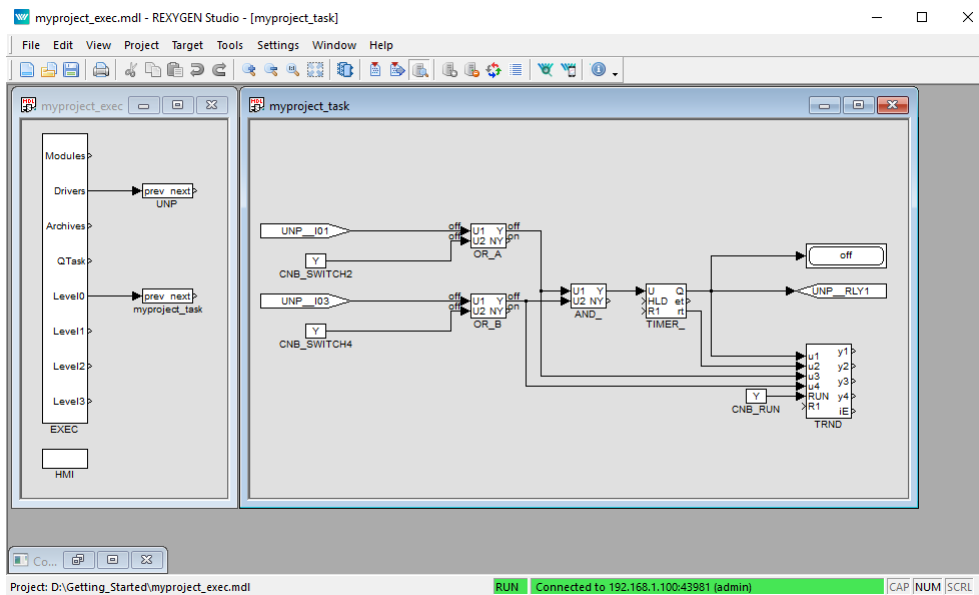 myproject_exec.mdl - REXYGEN Studio - [myproject_task]
File Edit View Project Target Tools Settings Window Help
myproject_exec
Modules
Drivers
prev next
UNP
Archives
QTask
Level0
prev next
myproject_task
Level1
Level2
Level3
EXEC
HMI
myproject_task
UNP__I01
off
off
U1 Y
U2 NY
off
on
OR_A
Y
CNB_SWITCH2
UNP__I03
off
off
U1 Y
U2 NY
off
on
OR_B
Y
CNB_SWITCH4
U1 Y
U2 NY
AND_
U Q
HLD et
R1 rt
TIMER_
off
UNP__RLY1
u1 y1
u2 y2
u3 y3
u4
RUN y4
R1 iE
TRND
Y
CNB_RUN
Co...
Project: D:\Getting_Started\myproject_exec.mdl
RUN
Connected to 192.168.1.100:43981 (admin)
CAP NUM SCRL